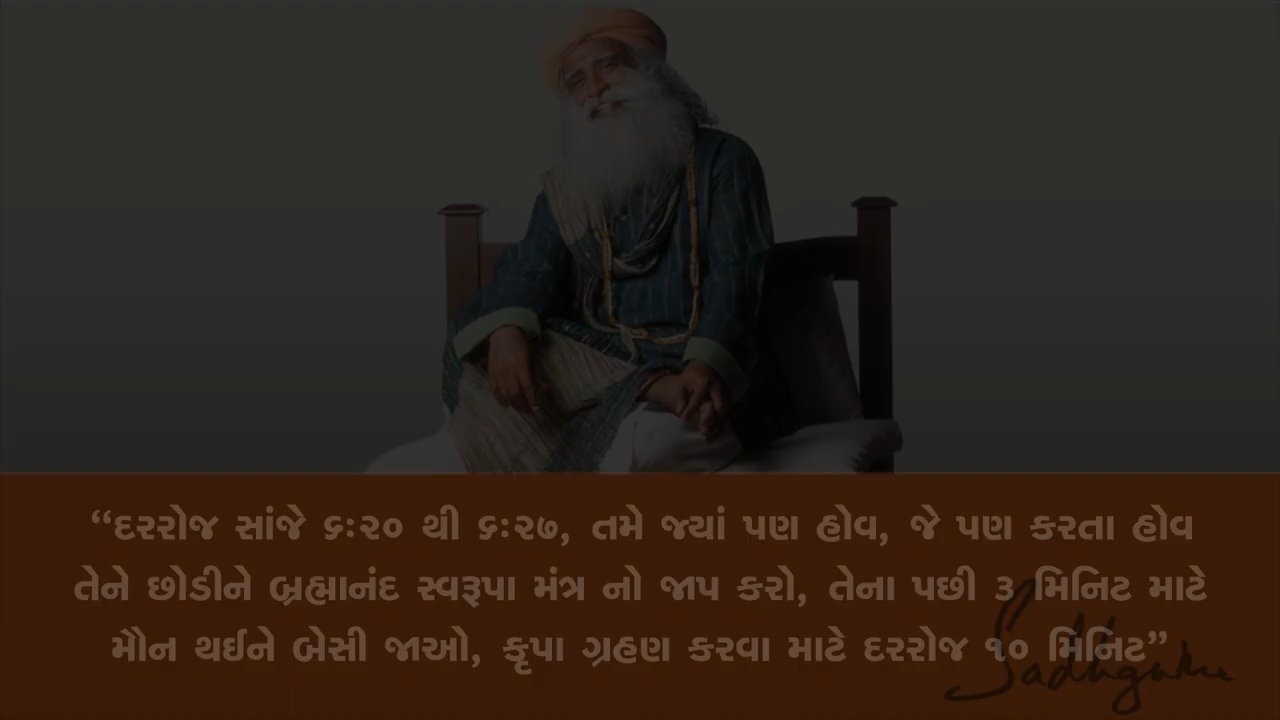 “દરરોજ સાંજે ૬:૨૦ થી ૬:૨૭, તમે જ્યાં પણ હોવ, જે પણ કરતા હોવ
તેને છોડીને બ્રહ્માનંદ સ્વરૂપા મંત્ર નો જાપ કરો, તેના પછી ૩ મિનિટ માટે
મૌન થઈને બેસી જાઓ, કૃપા ગ્રહણ કરવા માટે દરરોજ ૧૦ મિનિટ”
Sadhguru